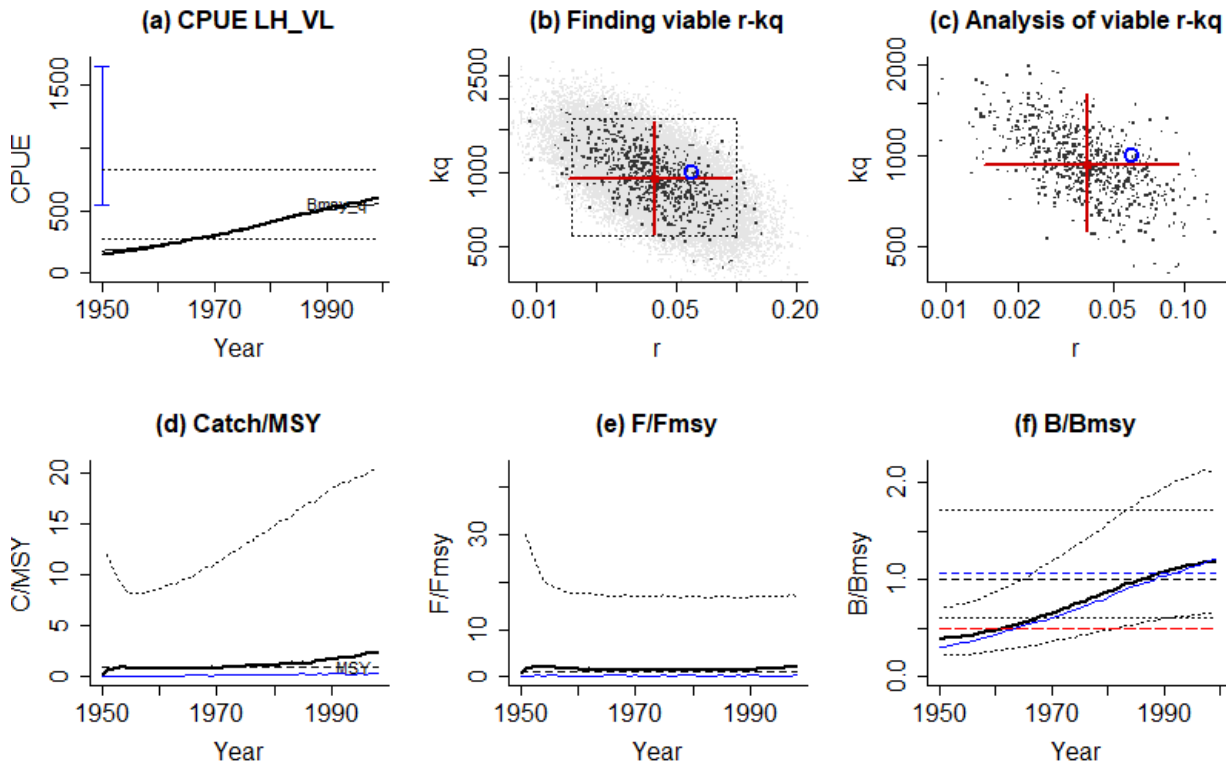 (a) CPUE LH_VL
CPUE
0 500 1500
Bmsy_q
1950 1970 1990
Year
(b) Finding viable r-kq
kq
500 1000 2500
0.01 0.05 0.20
r
(c) Analysis of viable r-kq
kq
500 1000 2000
0.01 0.02 0.05 0.10
r
(d) Catch/MSY
C/MSY
0 5 10 15 20
MSY
1950 1970 1990
Year
(e) F/Fmsy
F/Fmsy
0 10 30
1950 1970 1990
Year
(f) B/Bmsy
B/Bmsy
0.0 1.0 2.0
1950 1970 1990
Year